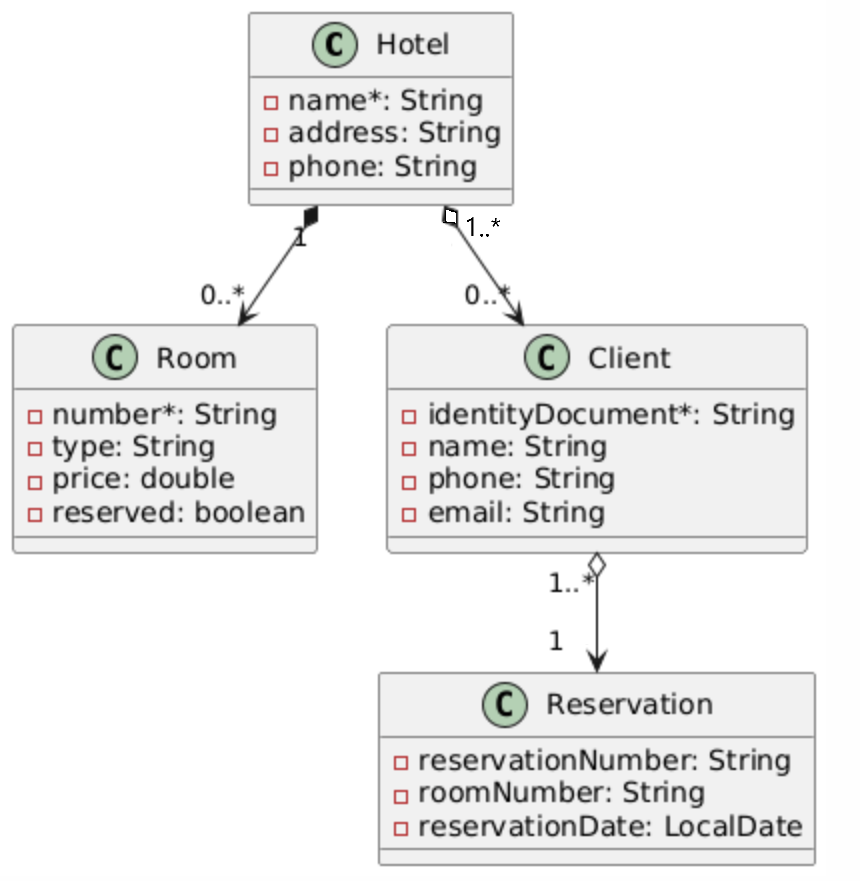 C Hotel
name*: String
address: String
phone: String
1
1..*
0..*
0..*
C Room
number*: String
type: String
price: double
reserved: boolean
C Client
identityDocument*: String
name: String
phone: String
email: String
1..*
1
C Reservation
reservationNumber: String
roomNumber: String
reservationDate: LocalDate